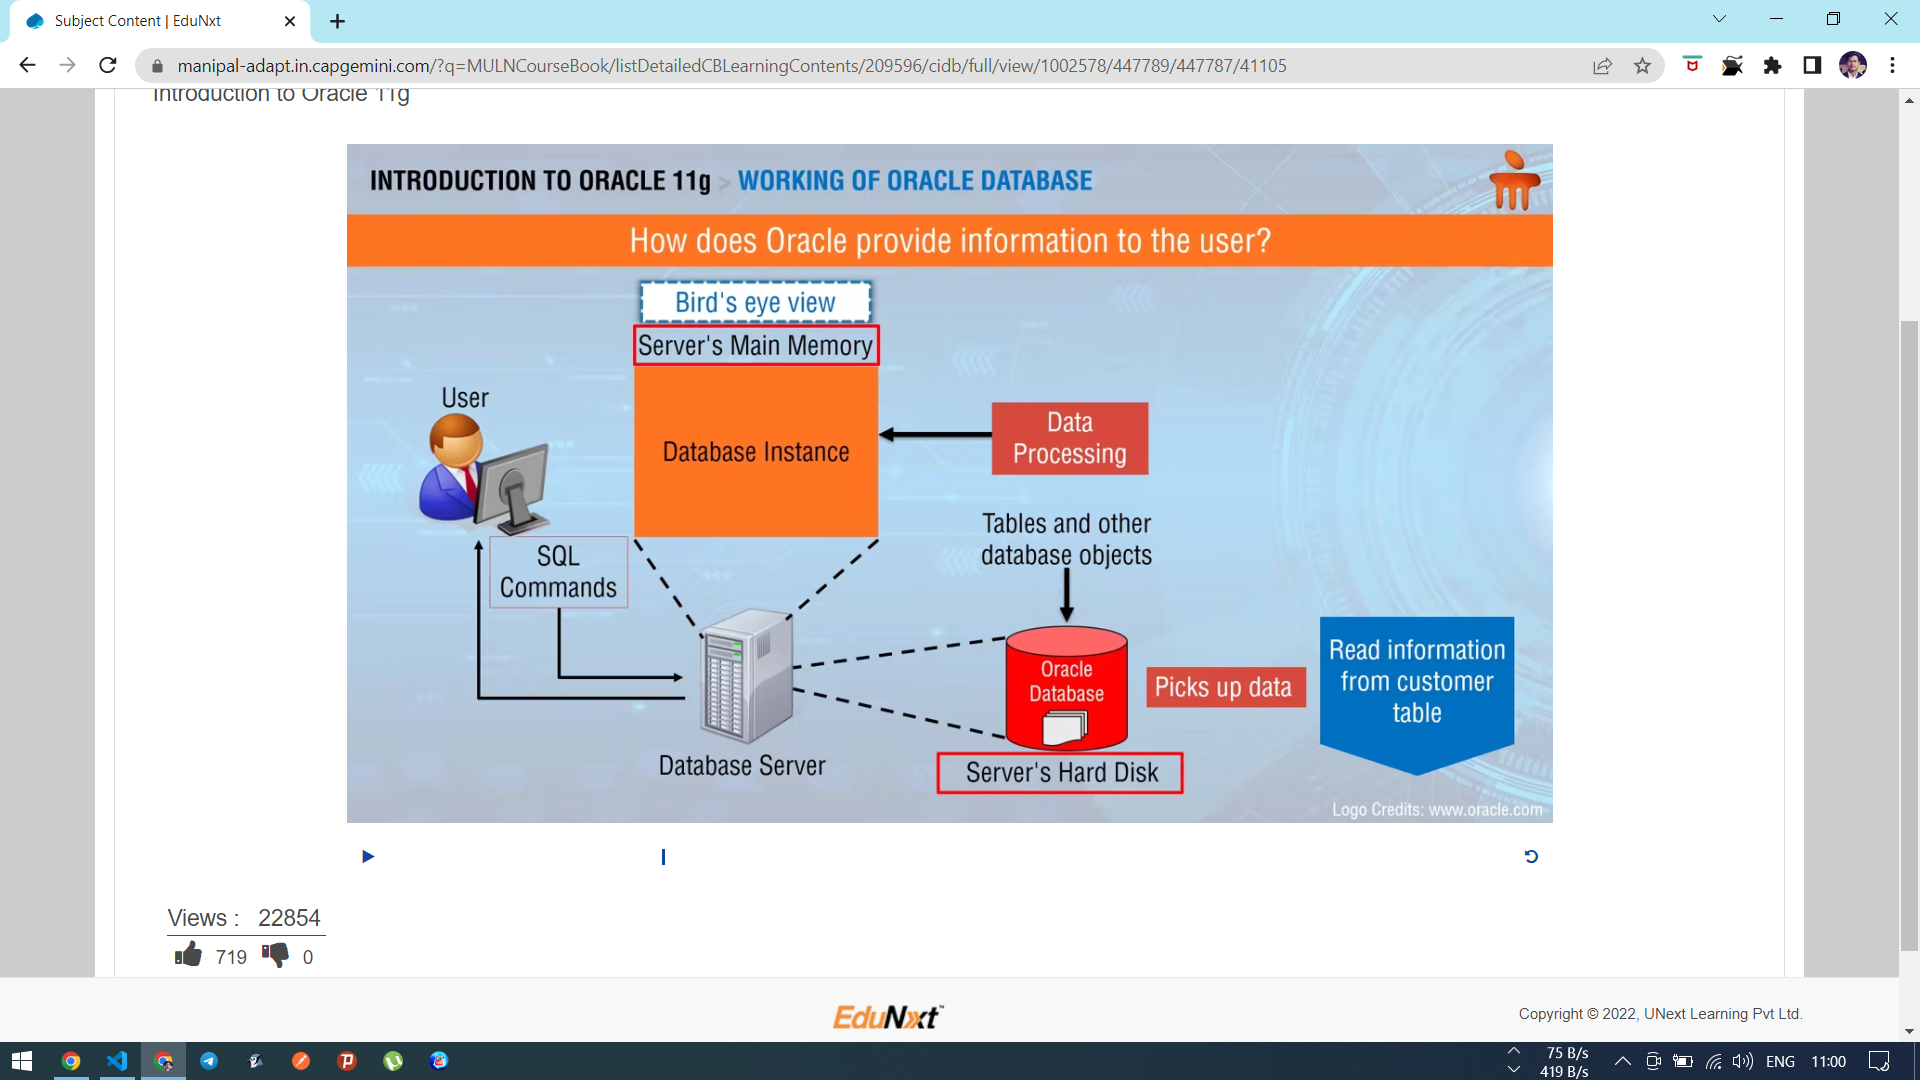 Subject Content | EduNxt
manipal-adapt.in.capgemini.com/?q=MULNCourseBook/listDetailedCBLearningContents/209596/cidb/full/view/1002578/447789/447787/41105
Introduction to Oracle 11g
INTRODUCTION TO ORACLE 11g > WORKING OF ORACLE DATABASE
How does Oracle provide information to the user?
Bird's eye view
Server's Main Memory
User
Database Instance
Data
Processing
Tables and other
database objects
SQL
Commands
Oracle
Database
Picks up data
Read information
from customer
table
Database Server
Server's Hard Disk
Logo Credits: www.oracle.com
Views : 22854
719 0
EduNxt™
Copyright © 2022, UNext Learning Pvt Ltd.
75 B/s
419 B/s
ENG 11:00